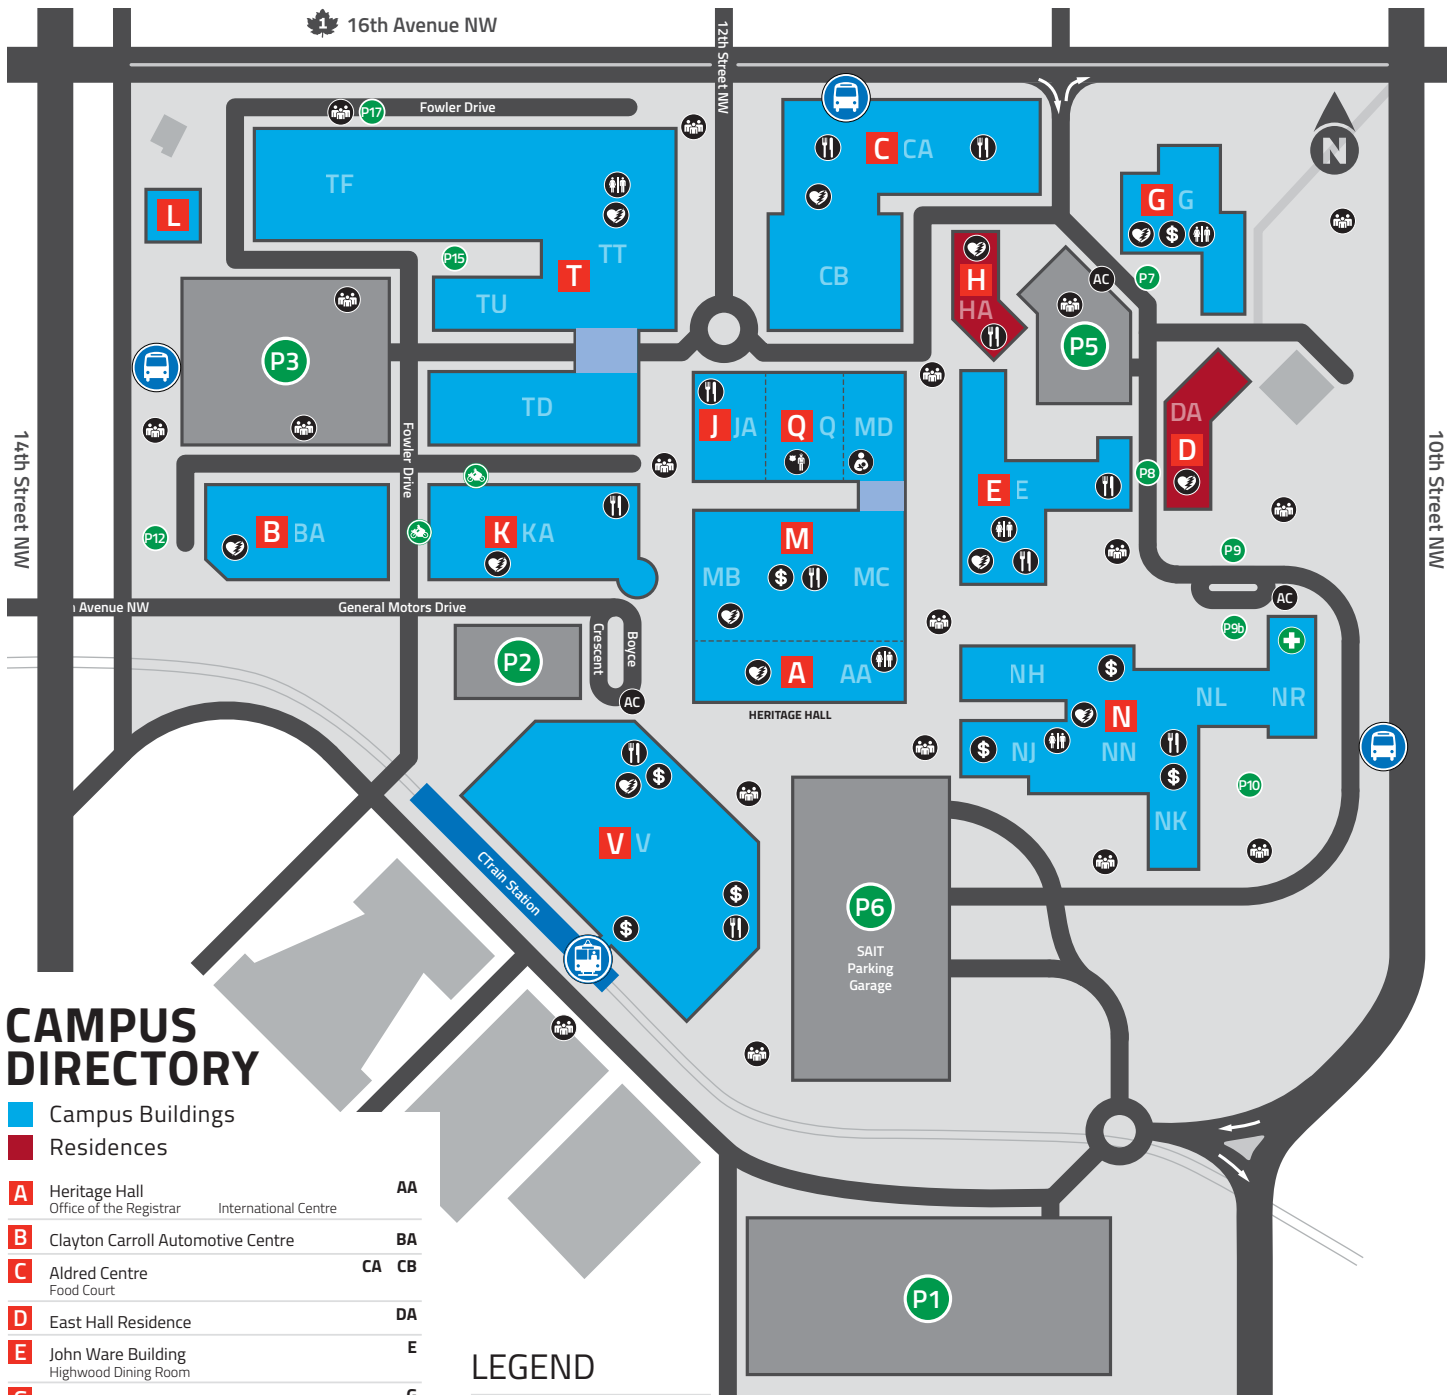 1 16th Avenue NW
12th Street NW
Fowler Drive
P17
TF
C CA
N
G G
L
TT
P15
T
TU
CB
H
HA
AC
P7
P3
P5
TD
J JA
Q Q
MD
DA
D
14th Street NW
Fowler Drive
10th Street NW
P8
E E
B BA
K KA
P12
M
MB
MC
P9
AC
Avenue NW
General Motors Drive
Boyce
Crescent
P9b
P2
A AA
NH
NL
NR
AC
HERITAGE HALL
N
NJ
NN
P10
V V
NK
CTrain Station
P6
SAIT
Parking
Garage
P1
CAMPUS
DIRECTORY
Campus Buildings
Residences
A Heritage Hall AA
Office of the Registrar International Centre
B Clayton Carroll Automotive Centre BA
C Aldred Centre CA CB
Food Court
D East Hall Residence DA
E John Ware Building E
Highwood Dining Room
LEGEND